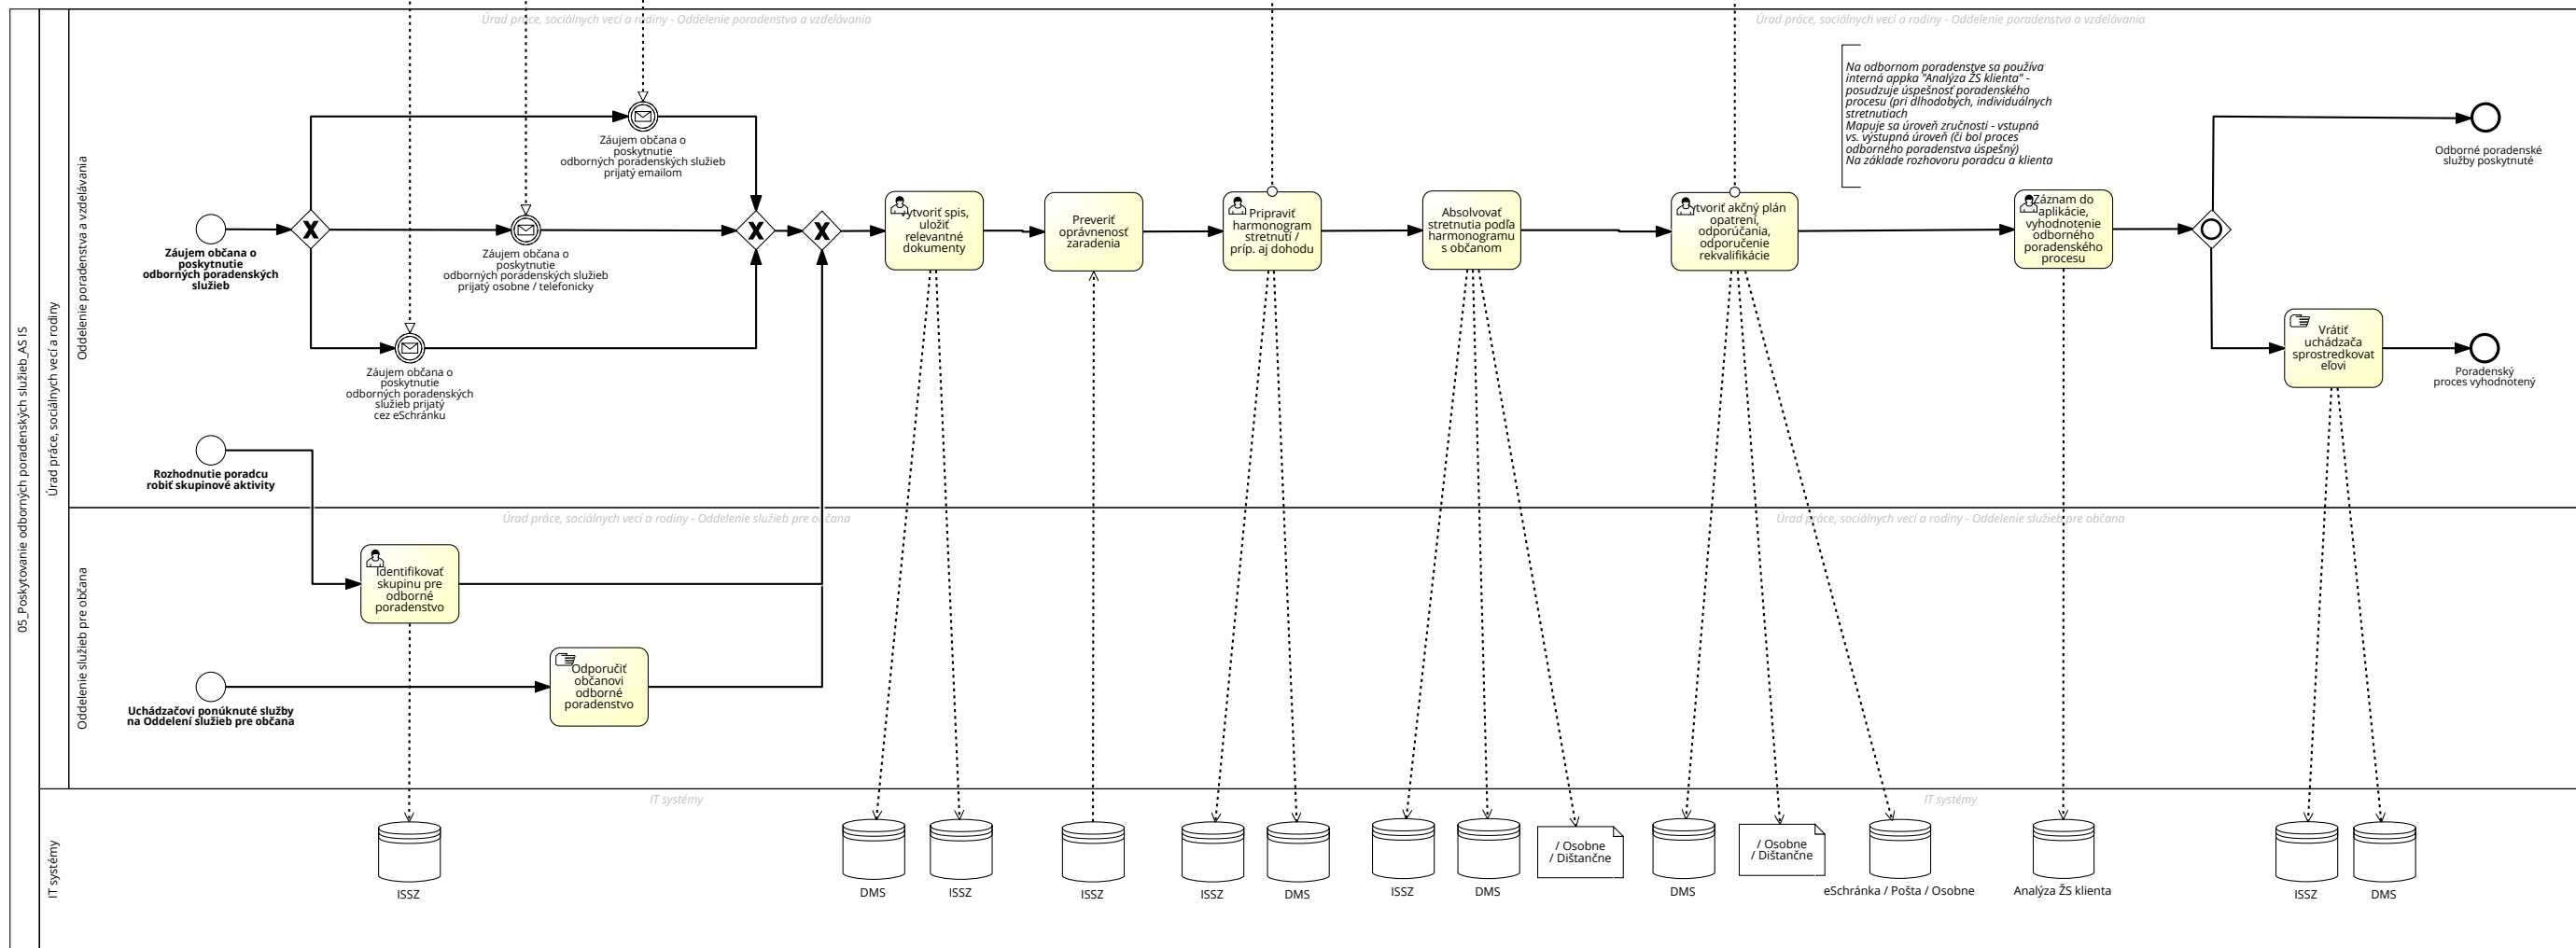 05_Poskytovanie odborných poradenských služieb_AS IS
Úrad práce, sociálnych vecí a rodiny
Oddelenie poradenstva a vzdelávania
Úrad práce, sociálnych vecí a rodiny - Oddelenie poradenstva a vzdelávania
Úrad práce, sociálnych vecí a rodiny - Oddelenie poradenstva a vzdelávania
Záujem občana o
poskytnutie
odborných poradenských
služieb
X
Záujem občana o
poskytnutie
odborných poradenských služieb
prijatý emailom
Záujem občana o
poskytnutie
odborných poradenských služieb
prijatý osobne / telefonicky
Záujem občana o
poskytnutie
odborných poradenských
služieb prijatý
cez eSchránku
X
X
Vytvoriť spis,
uložiť
relevantné
dokumenty
Preveriť
oprávnenosť
zaradenia
Pripraviť
harmonogram
stretnutí /
príp. aj dohodu
Absolvovať
stretnutia podľa
harmonogramu
s občanom
Vytvoriť akčný plán
opatrení,
odporúčania,
odporučenie
rekvalifikácie
Na odbornom poradenstve sa používa
interná appka "Analýza ŽS klienta" -
posudzuje úspešnosť poradenského
procesu (pri dlhodobých, individuálnych
stretnutiach
Mapuje sa úroveň zručnosti - vstupná
vs. výstupná úroveň (či bol proces
odborného poradenstva úspešný)
Na základe rozhovoru poradcu a klienta
Záznam do
aplikácie,
vyhodnotenie
odborného
poradenského
procesu
Odborné poradenské
služby poskytnuté
Vrátiť
uchádzača
sprostredkovat
eľovi
Poradenský
proces vyhodnotený
Rozhodnutie poradcu
robiť skupinové aktivity
Oddelenie služieb pre občana
Úrad práce, sociálnych vecí a rodiny - Oddelenie služieb pre občana
Úrad práce, sociálnych vecí a rodiny - Oddelenie služieb pre občana
Identifikovať
skupinu pre
odborné
poradenstvo
Uchádzačovi ponúknuté služby
na Oddelení služieb pre občana
Odporučiť
občanovi
odborné
poradenstvo
IT systémy
IT systémy
IT systémy
ISSZ
DMS
ISSZ
ISSZ
ISSZ
DMS
ISSZ
DMS
/ Osobne
/ Dištančne
DMS
/ Osobne
/ Dištančne
eSchránka / Pošta / Osobne
Analýza ŽS klienta
ISSZ
DMS